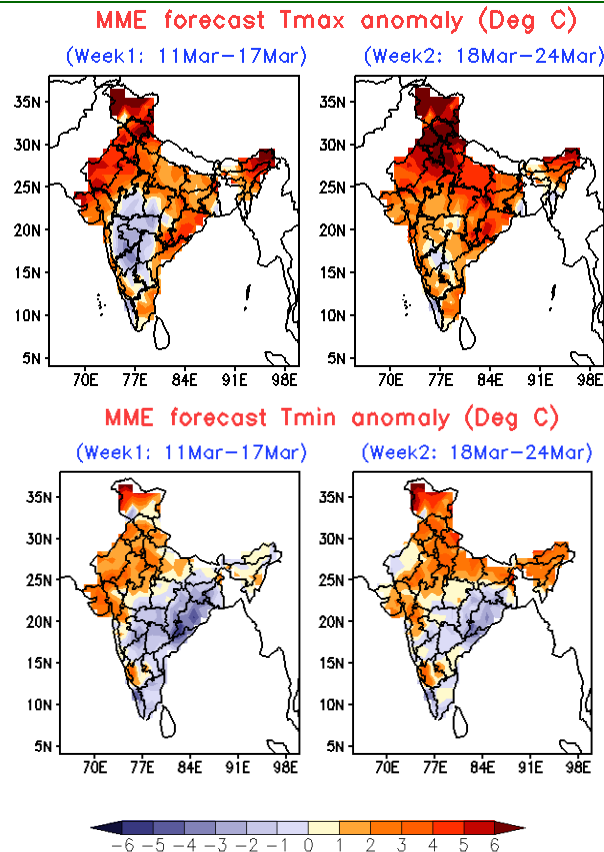 MME forecast Tmax anomaly (Deg C)
(Week1: 11Mar-17Mar) (Week2: 18Mar-24Mar)
35N 35N
30N 30N
25N 25N
20N 20N
15N 15N
10N 10N
5N 5N
70E 77E 84E 91E 98E 70E 77E 84E 91E 98E
MME forecast Tmin anomaly (Deg C)
(Week1: 11Mar-17Mar) (Week2: 18Mar-24Mar)
35N 35N
30N 30N
25N 25N
20N 20N
15N 15N
10N 10N
5N 5N
70E 77E 84E 91E 98E 70E 77E 84E 91E 98E
-6 -5 -4 -3 -2 -1 0 1 2 3 4 5 6